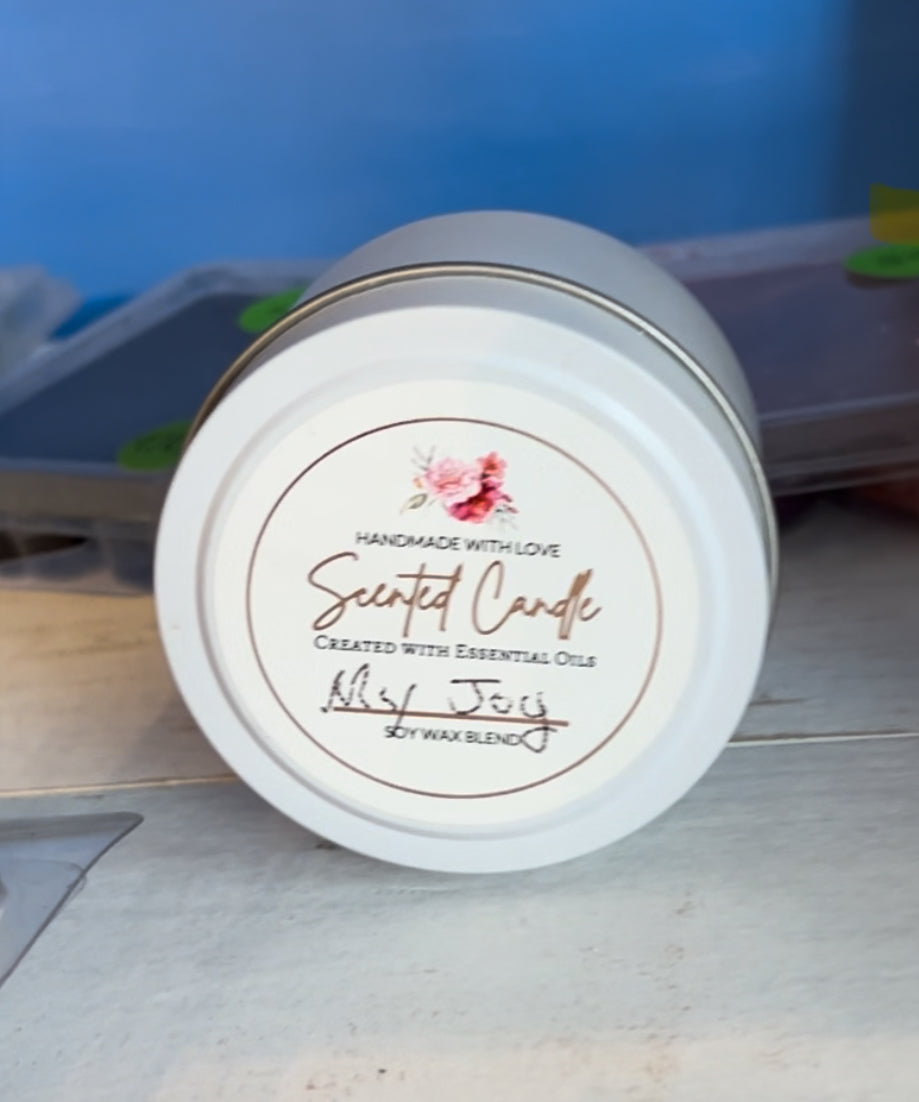 HANDMADE WITH LOVE
Scented Candle
CREATED WITH ESSENTIAL OILS
My Joy
SOY WAX BLEND